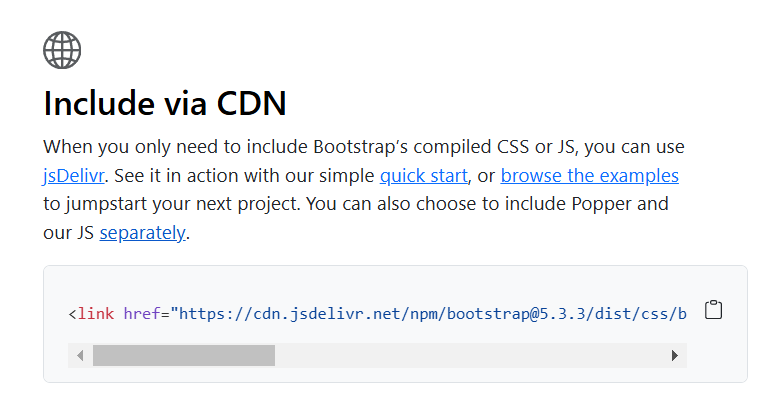 Include via CDN
When you only need to include Bootstrap’s compiled CSS or JS, you can use
jsDelivr. See it in action with our simple quick start, or browse the examples
to jumpstart your next project. You can also choose to include Popper and
our JS separately.
<link href="https://cdn.jsdelivr.net/npm/bootstrap@5.3.3/dist/css/b